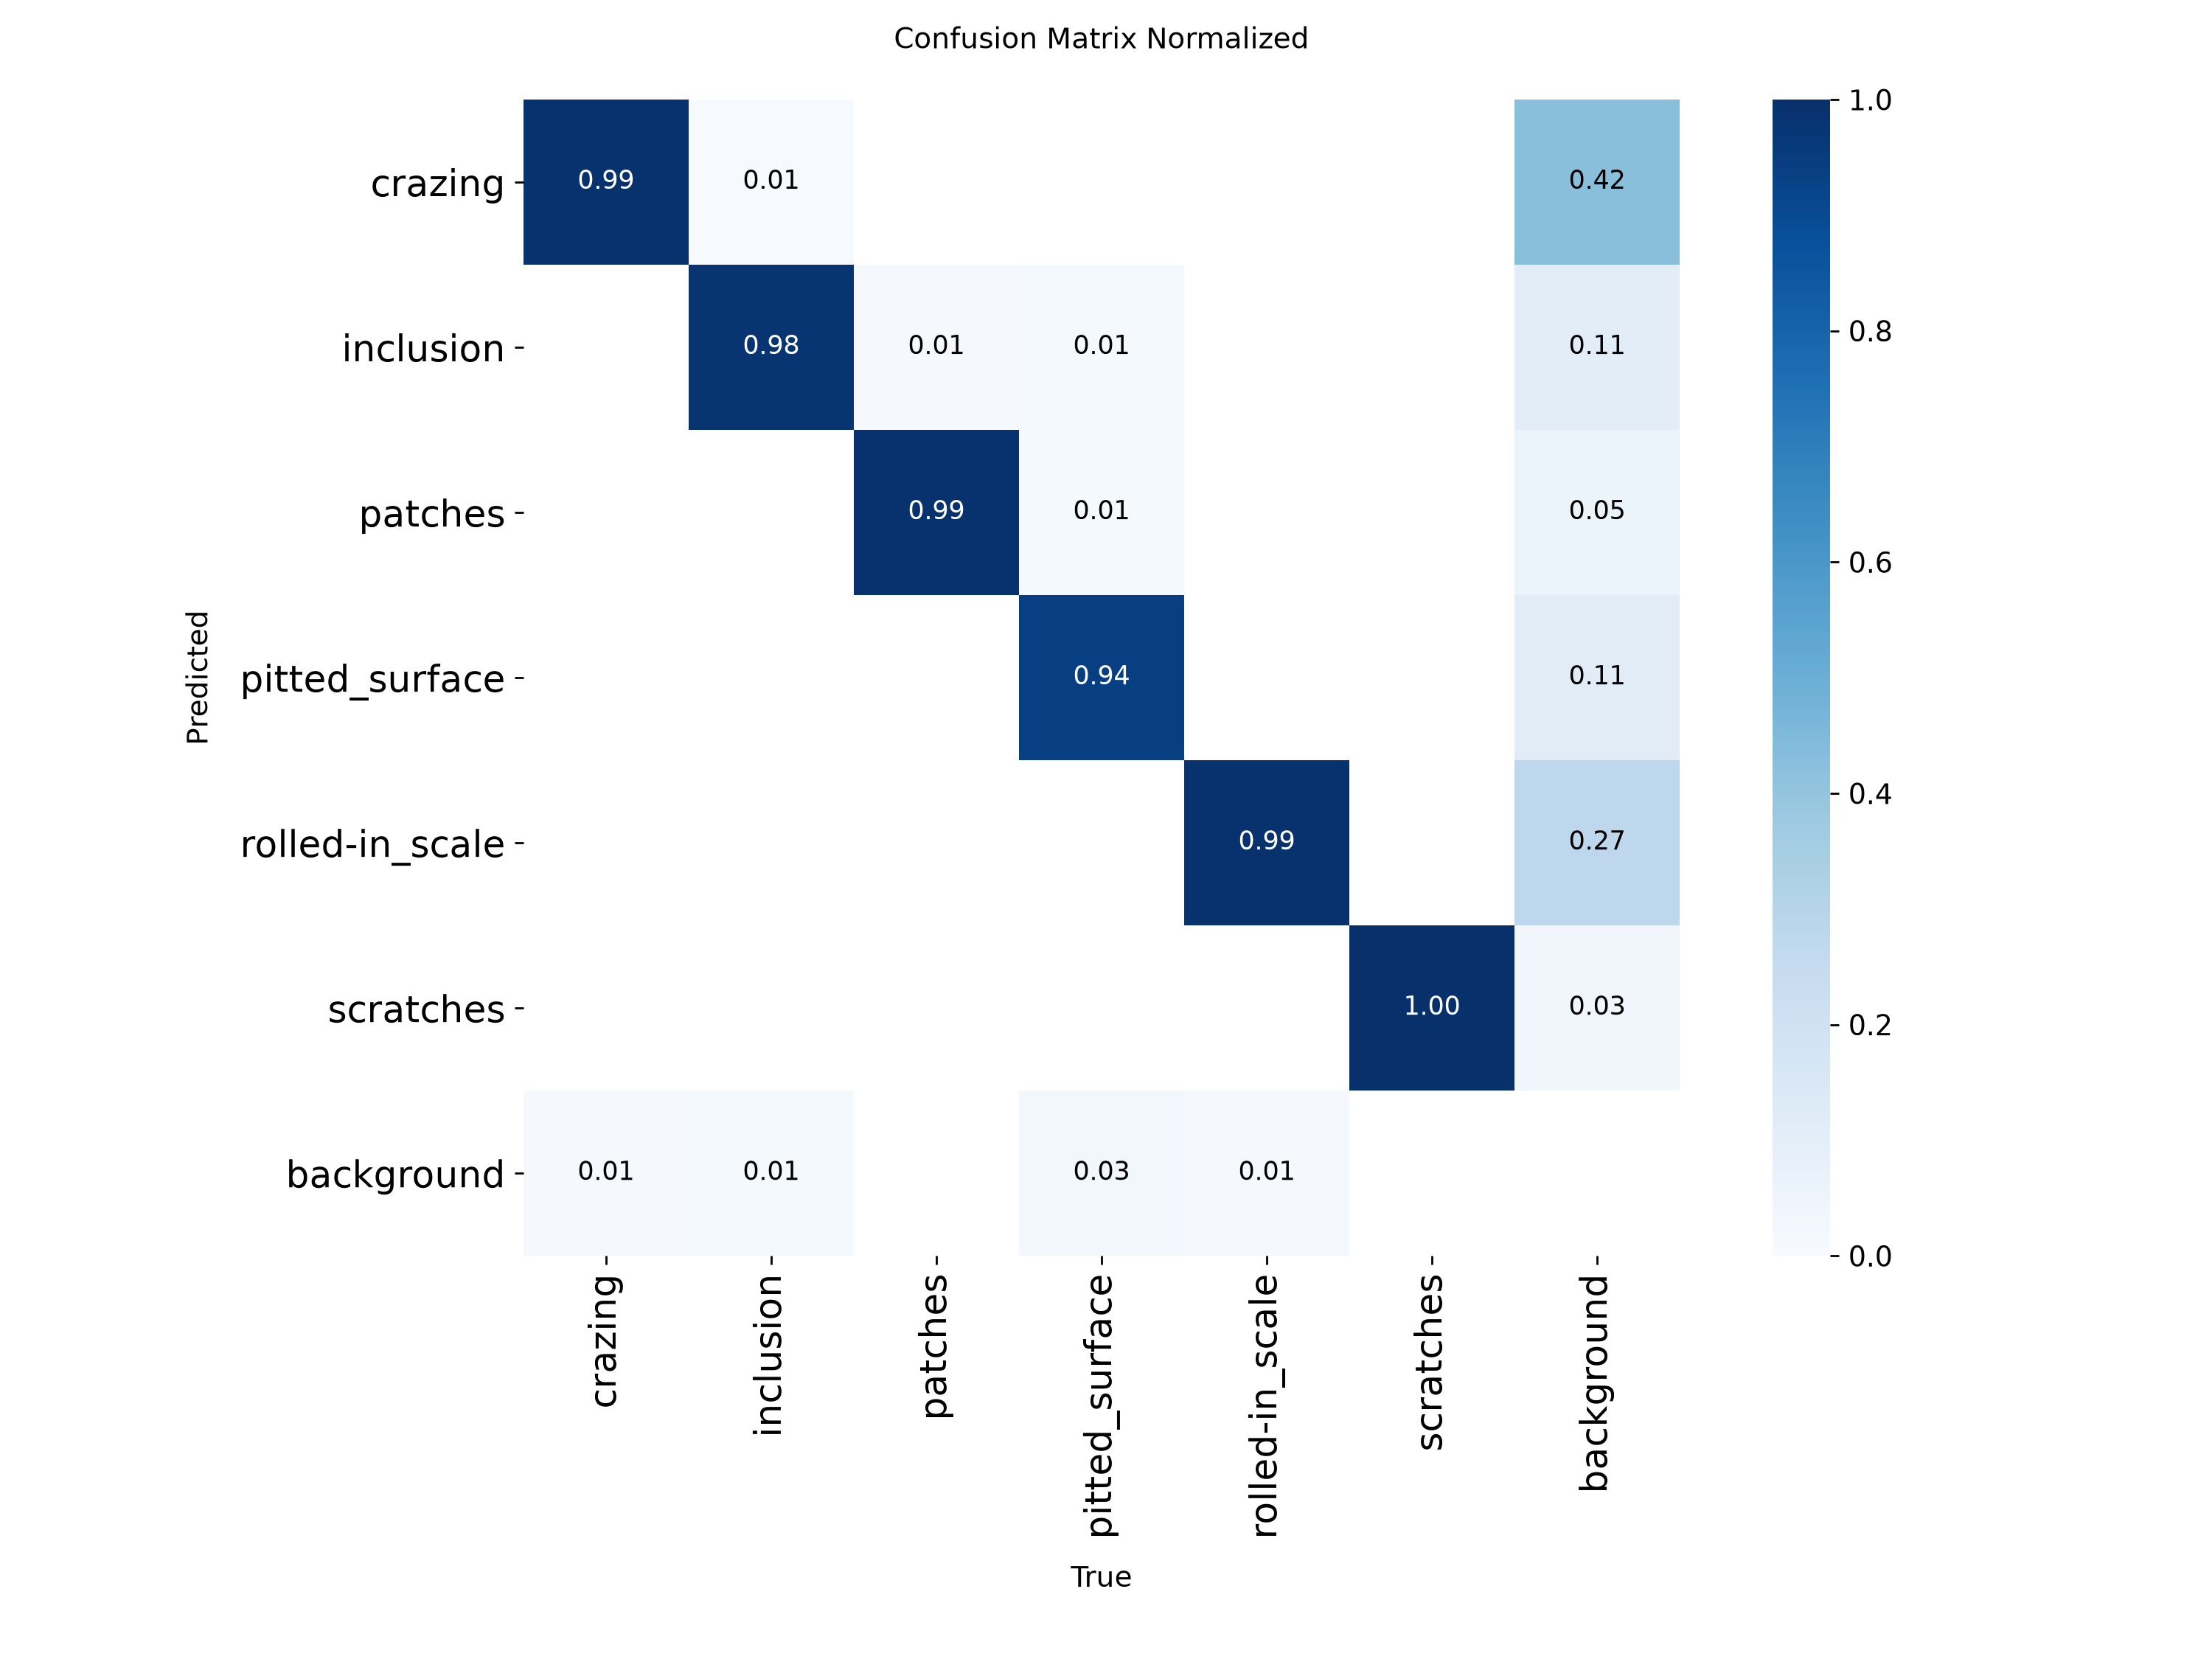 Confusion Matrix Normalized
crazing 0.99 0.01 0.42
inclusion 0.98 0.01 0.01 0.11
patches 0.99 0.01 0.05
pitted_surface 0.94 0.11
rolled-in_scale 0.99 0.27
scratches 1.00 0.03
background 0.01 0.01 0.03 0.01
Predicted
crazing
inclusion
patches
pitted_surface
rolled-in_scale
scratches
background
True
1.0
0.8
0.6
0.4
0.2
0.0